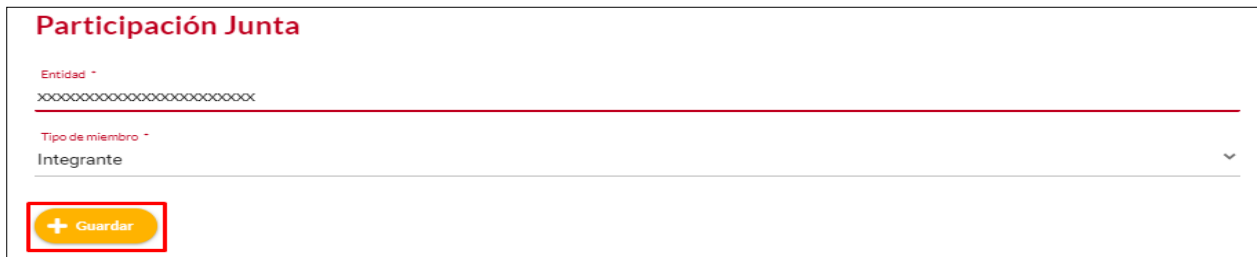 Participación Junta
Entidad *
xxxxxxxxxxxxxxxxxxxxxxxx
Tipo de miembro *
Integrante
Guardar